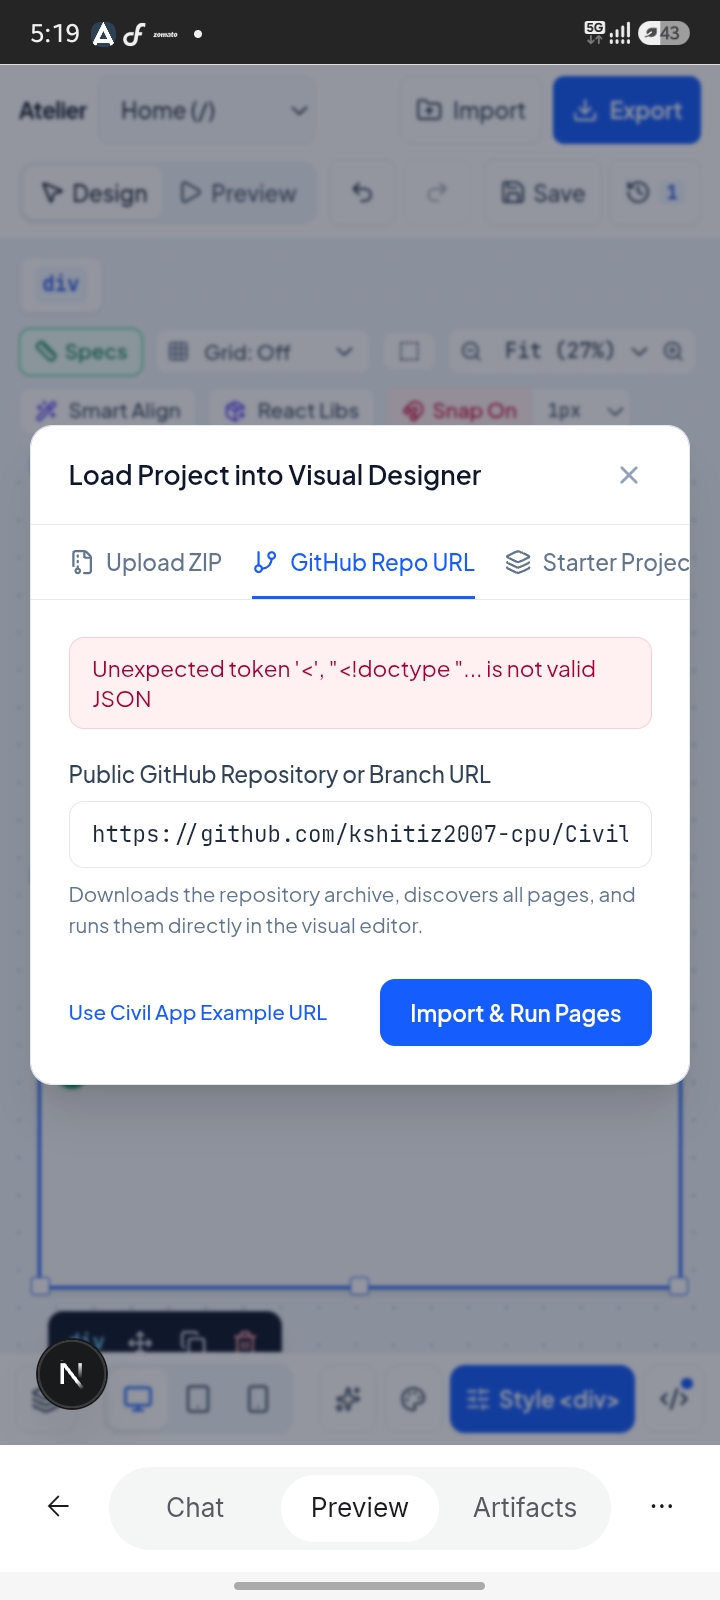 5:19 zomato 5G 43
Atelier Home (/) Import Export
Design Preview Save 1
div
Specs Grid: Off Fit (27%)
Smart Align React Libs Snap On 1px
Load Project into Visual Designer
Upload ZIP GitHub Repo URL Starter Projec
Unexpected token '<', "<!doctype "... is not valid
JSON
Public GitHub Repository or Branch URL
https://github.com/kshitiz2007-cpu/Civil
Downloads the repository archive, discovers all pages, and
runs them directly in the visual editor.
Use Civil App Example URL Import & Run Pages
div
N Style <div> </>
Chat Preview Artifacts